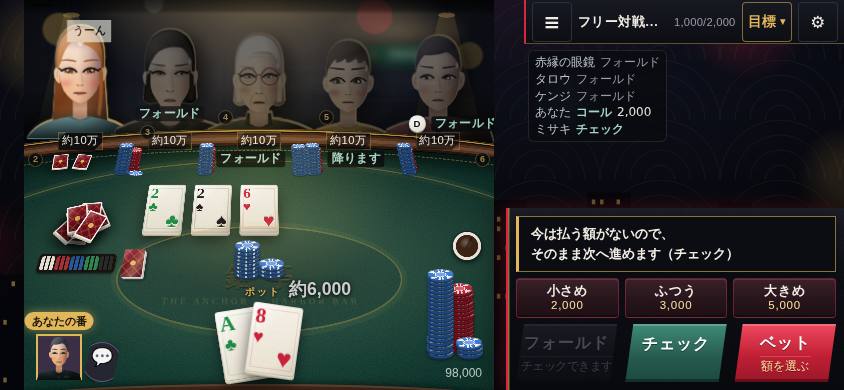 うーん
フォールド
フォールド
D
3
4
5
約10万
約10万
約10万
約10万
約10万
2
フォールド
降ります
6
2
2
6
ポット 約6,000
THE ANCHOR
BAR
あなたの番
A
8
98,000
フリー対戦…
1,000/2,000
目標▼
赤縁の眼鏡 フォールド
タロウ フォールド
ケンジ フォールド
あなた コール 2,000
ミサキ チェック
今は払う額がないので、
そのまま次へ進めます（チェック）
小さめ
2,000
ふつう
3,000
大きめ
5,000
フォールド
チェックできます
チェック
ベット
額を選ぶ